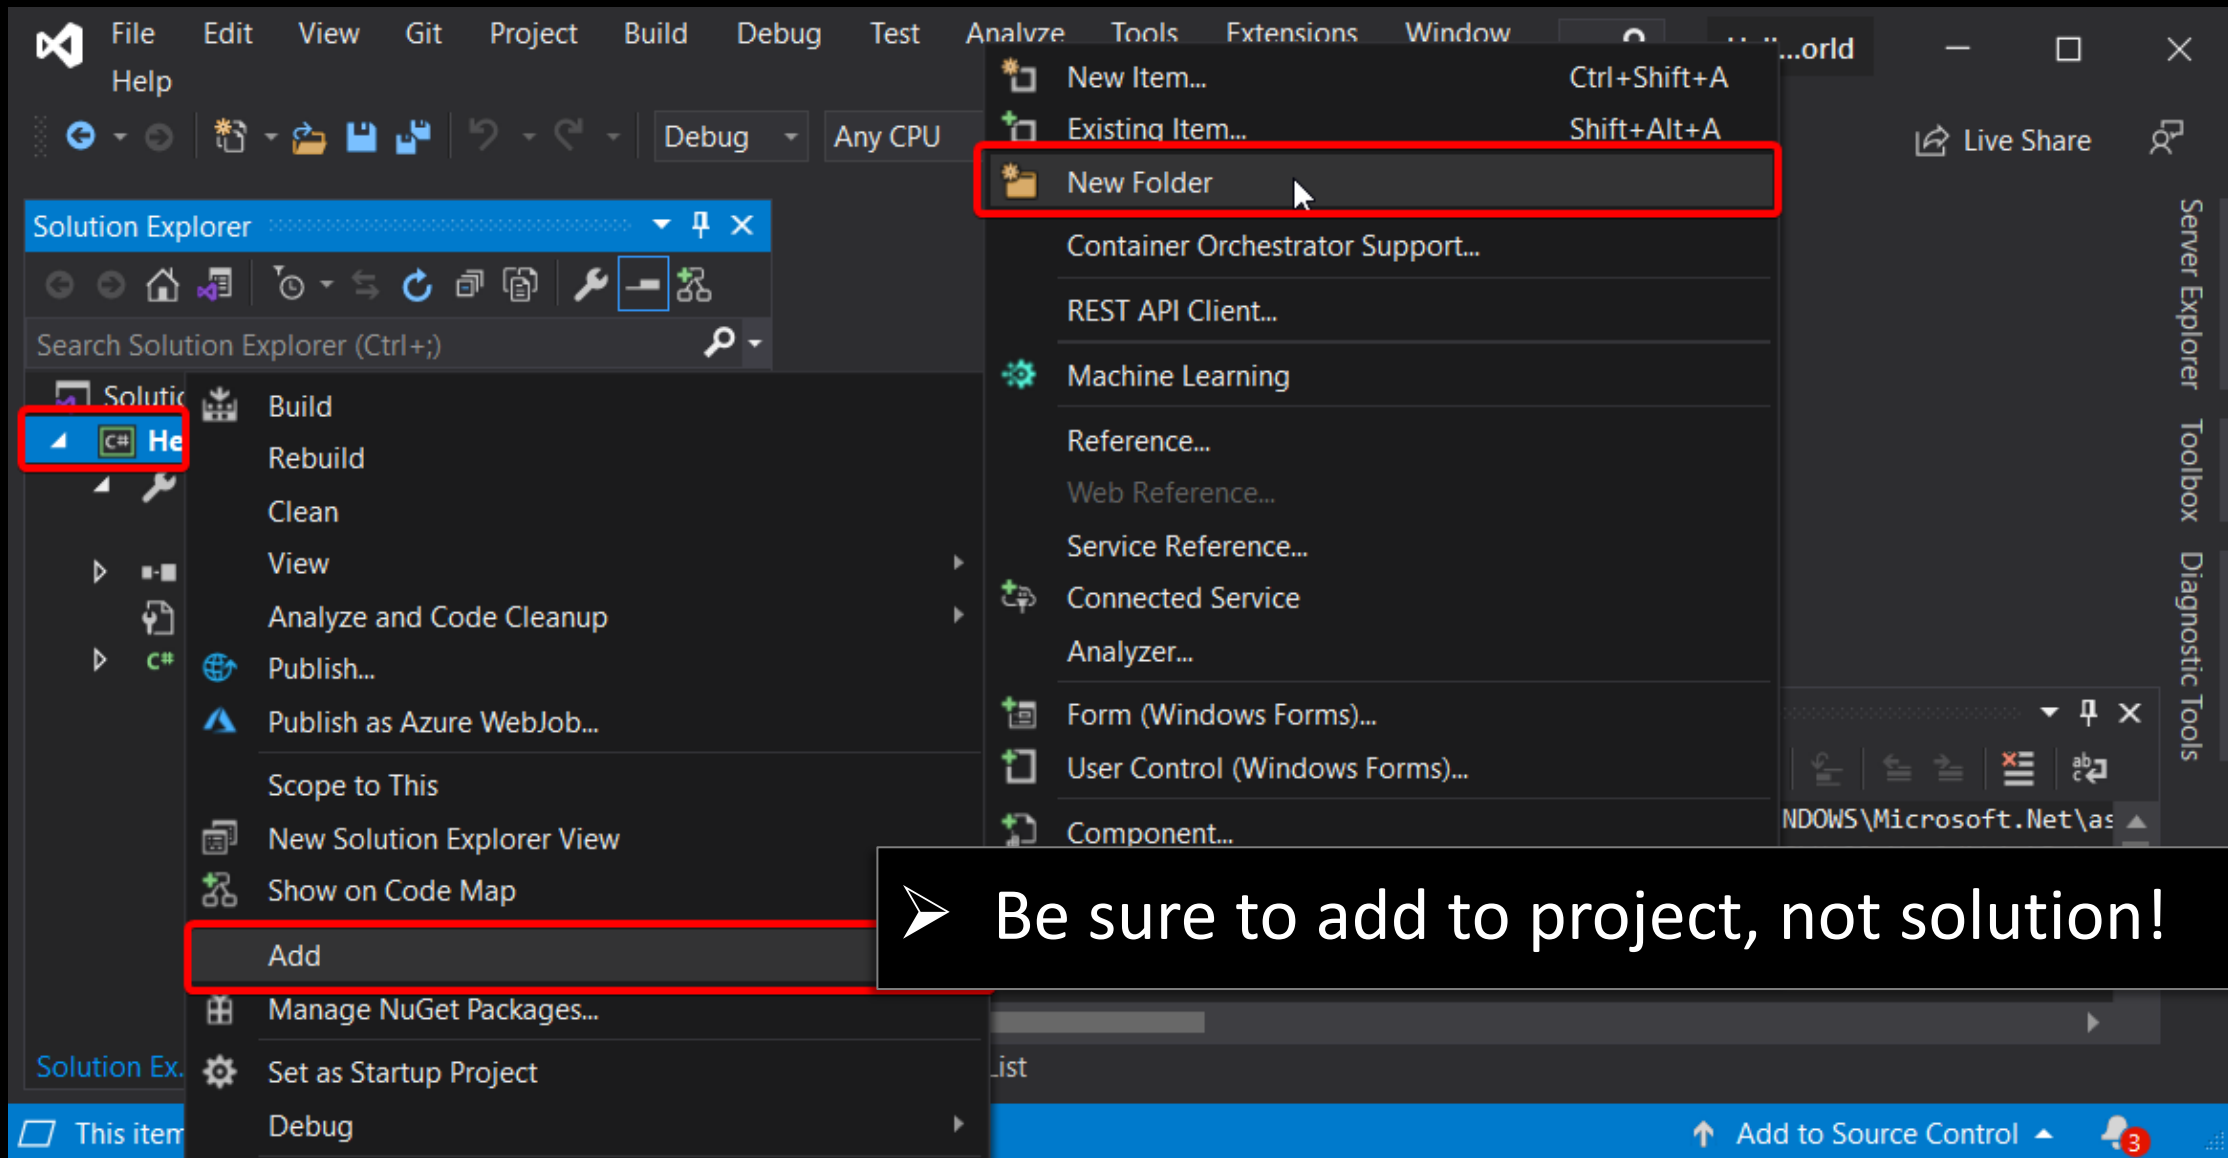 File Edit View Git Project Build Debug Test Analyze Tools Extensions Window
Help
...orld
Debug
Any CPU
Live Share
New Item... Ctrl+Shift+A
Existing Item... Shift+Alt+A
New Folder
Container Orchestrator Support...
REST API Client...
Machine Learning
Reference...
Web Reference...
Service Reference...
Connected Service
Analyzer...
Form (Windows Forms)...
User Control (Windows Forms)...
Component...
Solution Explorer
Search Solution Explorer (Ctrl+;)
Solutio
C# He
C#
Build
Rebuild
Clean
View
Analyze and Code Cleanup
Publish...
Publish as Azure WebJob...
Scope to This
New Solution Explorer View
Show on Code Map
Add
Manage NuGet Packages...
Set as Startup Project
Debug
Server Explorer
Toolbox
Diagnostic Tools
NDOWS\Microsoft.Net\as
➢ Be sure to add to project, not solution!
Solution Ex...
List
This item
Add to Source Control
3